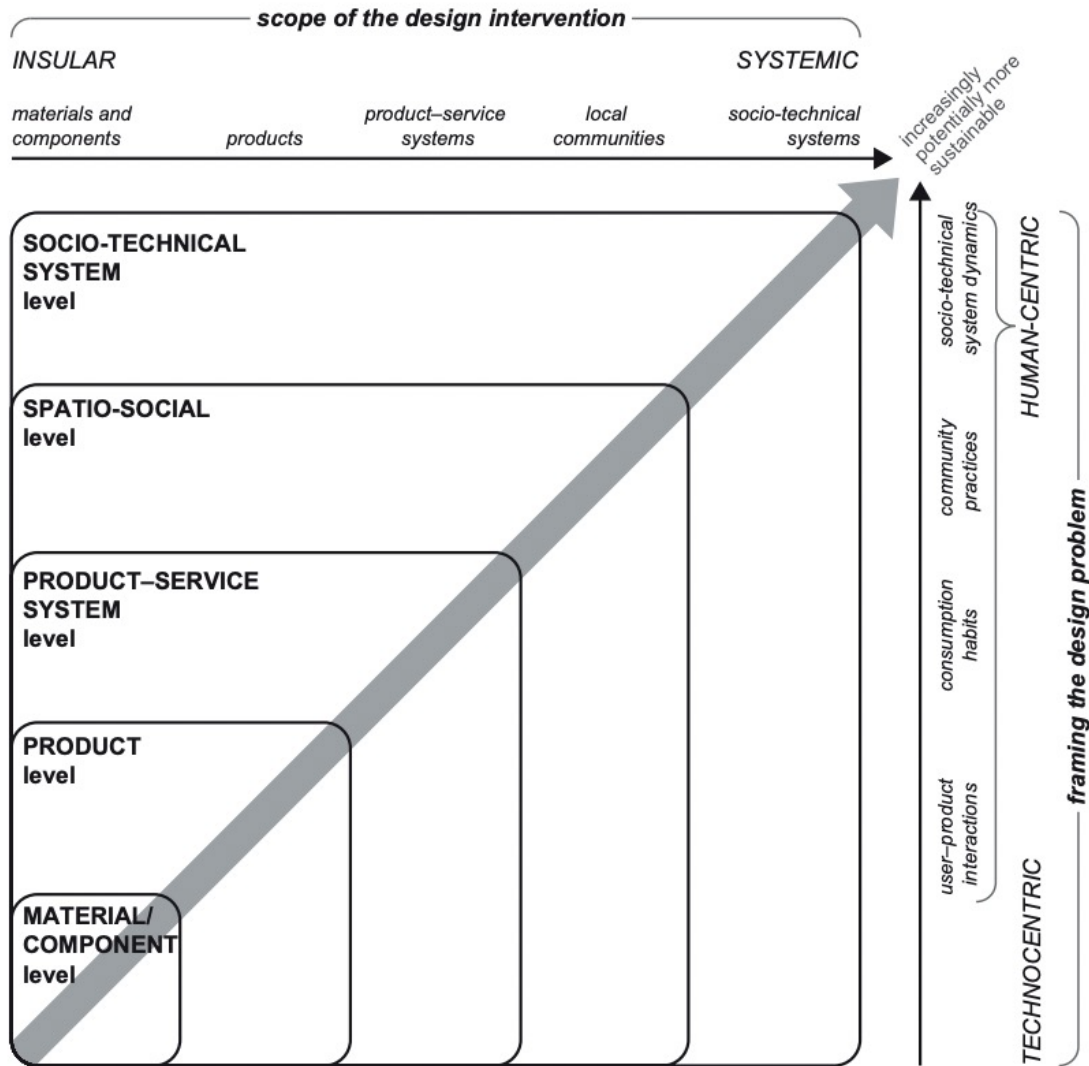 scope of the design intervention
INSULAR
SYSTEMIC
materials and
components
products
product–service
systems
local
communities
socio-technical
systems
increasingly
potentially more
sustainable
SOCIO-TECHNICAL
SYSTEM
level
SPATIO-SOCIAL
level
PRODUCT–SERVICE
SYSTEM
level
PRODUCT
level
MATERIAL/
COMPONENT
level
socio-technical
system dynamics
community
practices
consumption
habits
user–product
interactions
HUMAN-CENTRIC
TECHNOCENTRIC
framing the design problem